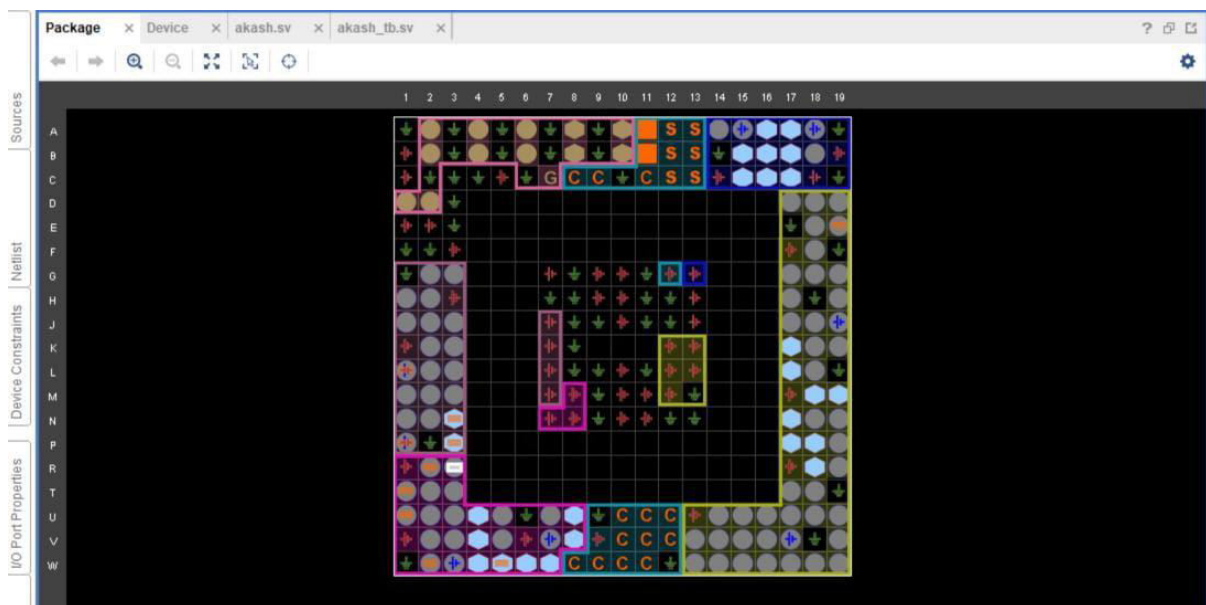 Package × Device × akash.sv × akash_tb.sv ×
?
Sources
Netlist
Device Constraints
I/O Port Properties
1 2 3 4 5 6 7 8 9 10 11 12 13 14 15 16 17 18 19
A S S
B S S
C G C C C S S
D
E
F
G
H
J
K
L
M
N
P
R
T
U C C C
V C C C
W C C C C